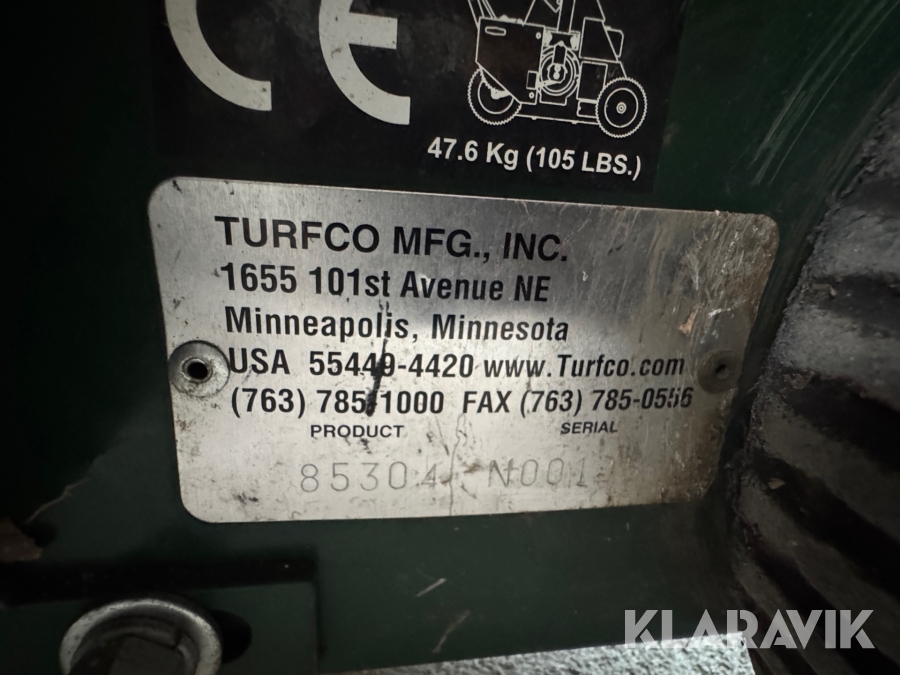 CE
47.6 Kg (105 LBS.)
TURFCO MFG., INC.
1655 101st Avenue NE
Minneapolis, Minnesota
USA 55449-4420 www.Turfco.com
(763) 785-1000 FAX (763) 785-0556
PRODUCT SERIAL
85304
KLARAVIK